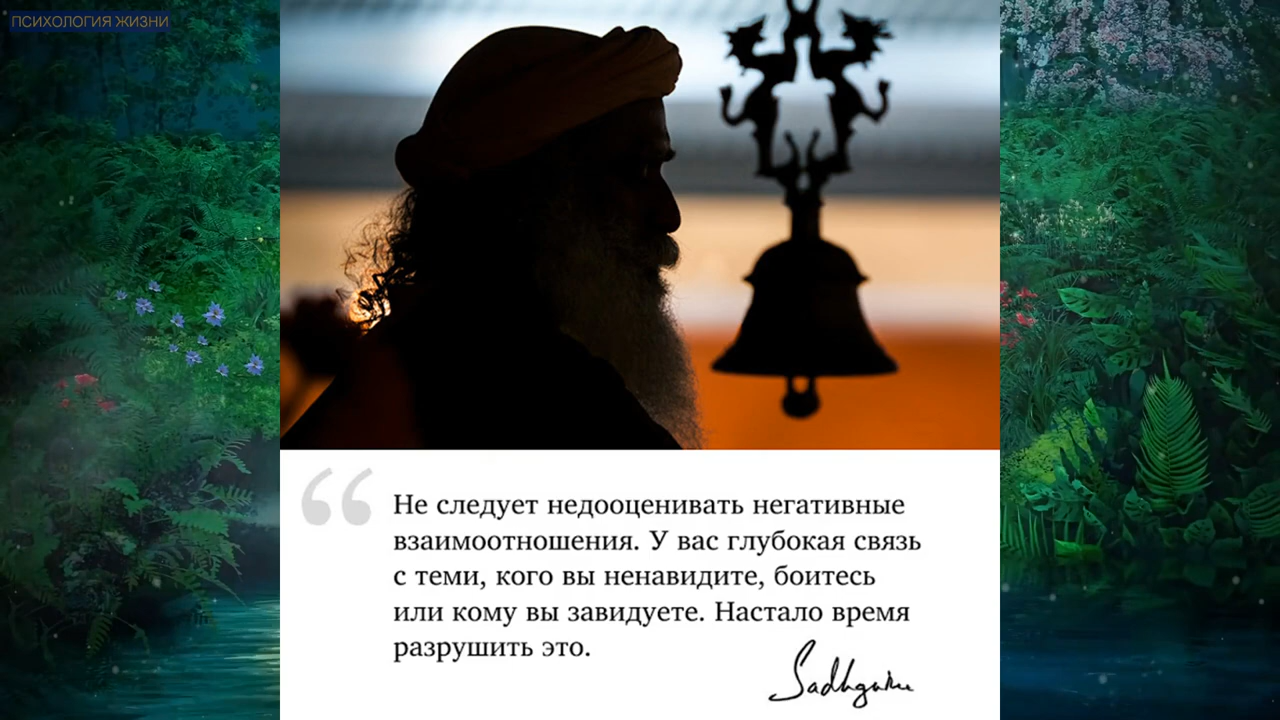 ПСИХОЛОГИЯ ЖИЗНИ
“
Не следует недооценивать негативные
взаимоотношения. У вас глубокая связь
с теми, кого вы ненавидите, боитесь
или кому вы завидуете. Настало время
разрушить это.
Sadhguru